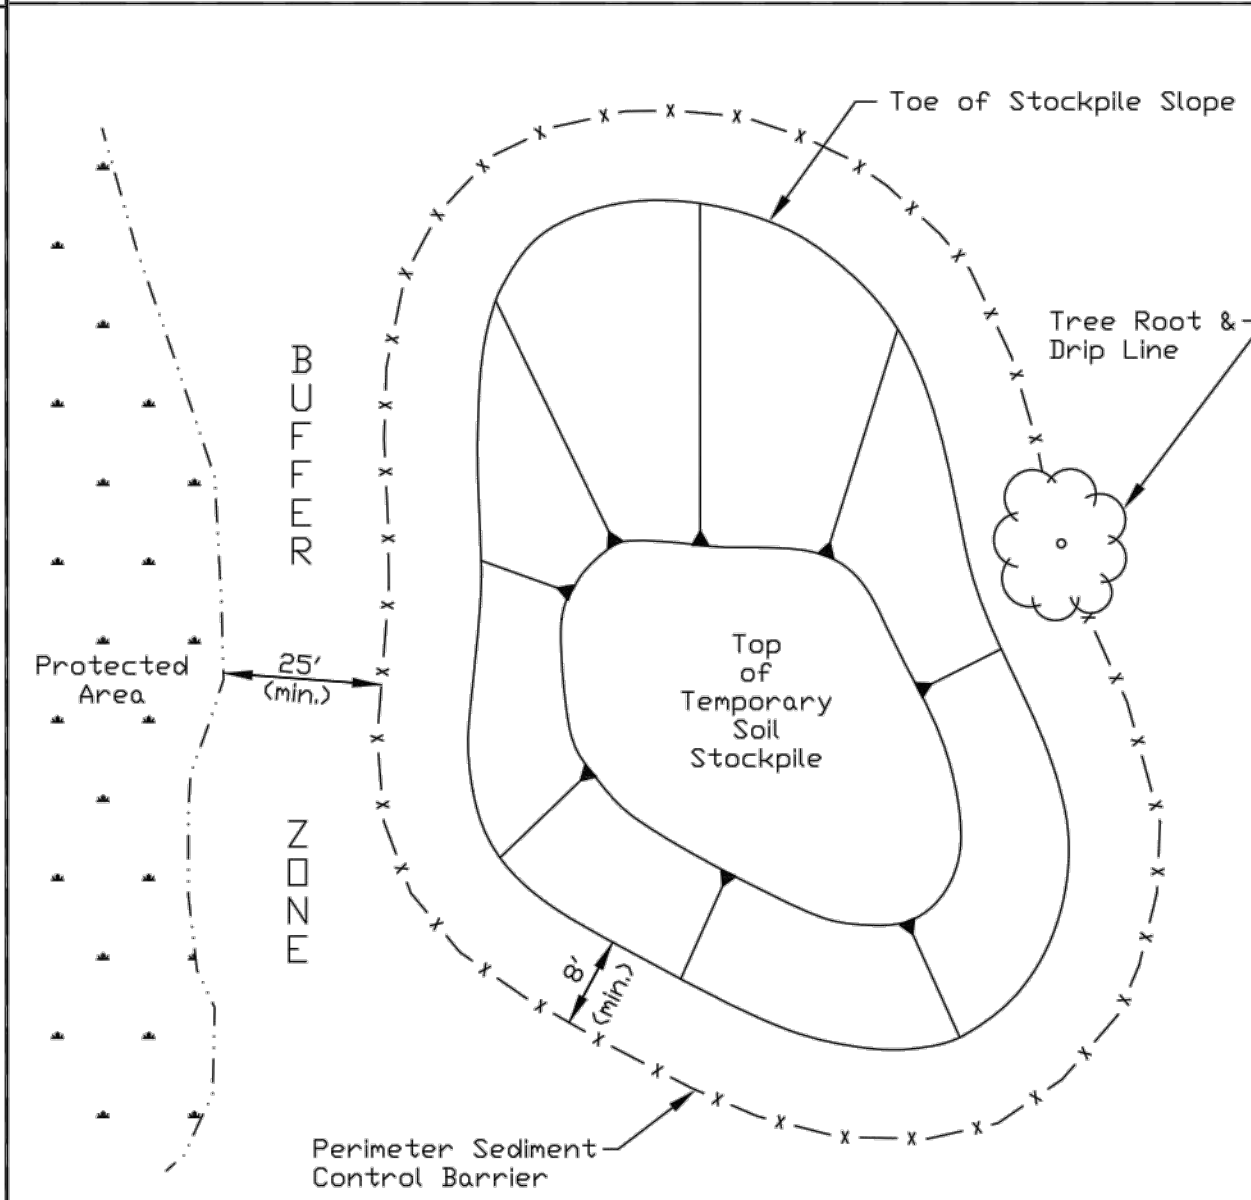 Toe of Stockpile Slope
Tree Root &
Drip Line
BUFFER
Protected
Area
25'
(min.)
Top
of
Temporary
Soil
Stockpile
ZONE
8'
(min.)
Perimeter Sediment
Control Barrier